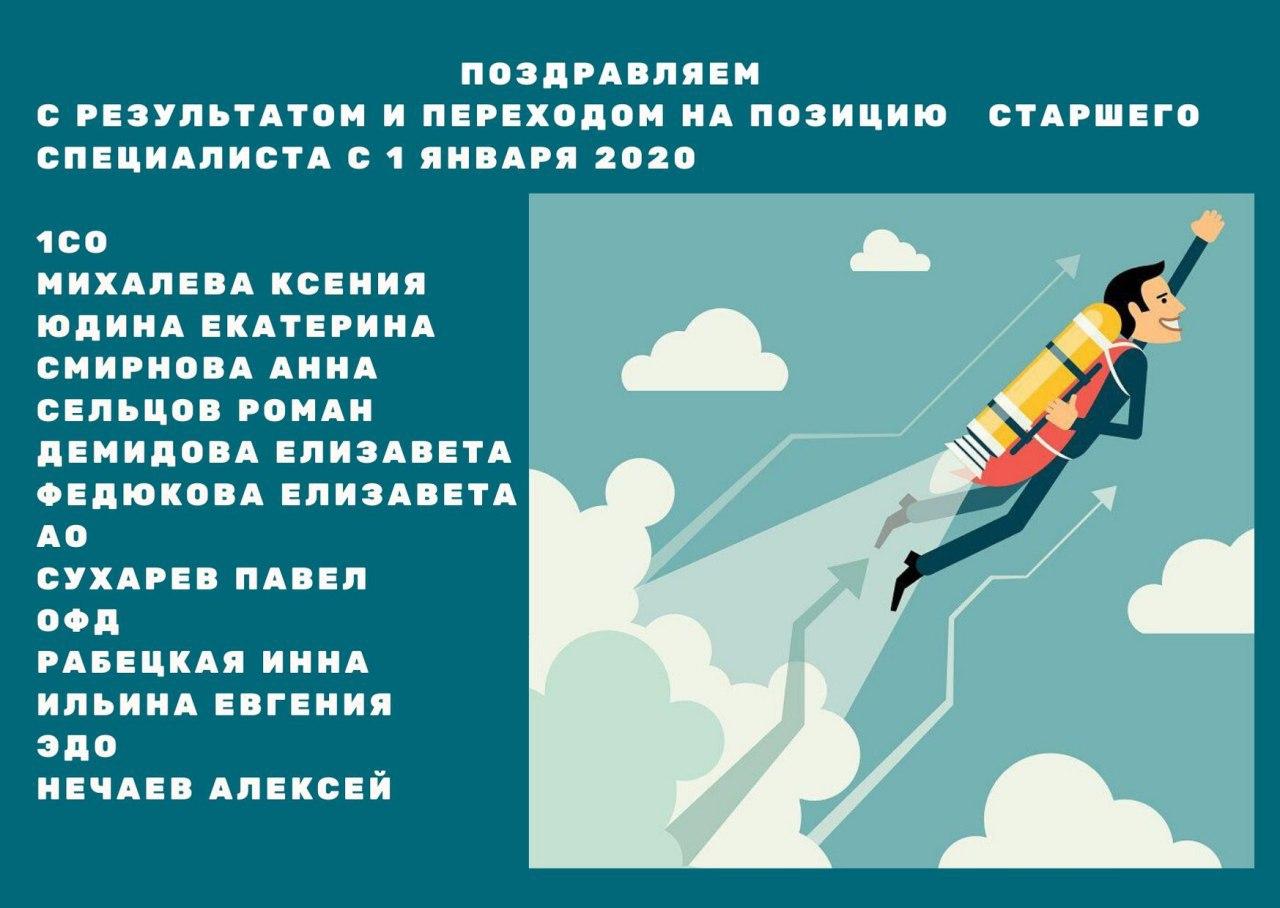 ПОЗДРАВЛЯЕМ
С РЕЗУЛЬТАТОМ И ПЕРЕХОДОМ НА ПОЗИЦИЮ СТАРШЕГО
СПЕЦИАЛИСТА С 1 ЯНВАРЯ 2020
1СО
МИХАЛЕВА КСЕНИЯ
ЮДИНА ЕКАТЕРИНА
СМИРНОВА АННА
СЕЛЬЦОВ РОМАН
ДЕМИДОВА ЕЛИЗАВЕТА
ФЕДЮКОВА ЕЛИЗАВЕТА
АО
СУХАРЕВ ПАВЕЛ
ОФД
РАБЕЦКАЯ ИННА
ИЛЬИНА ЕВГЕНИЯ
ЭДО
НЕЧАЕВ АЛЕКСЕЙ